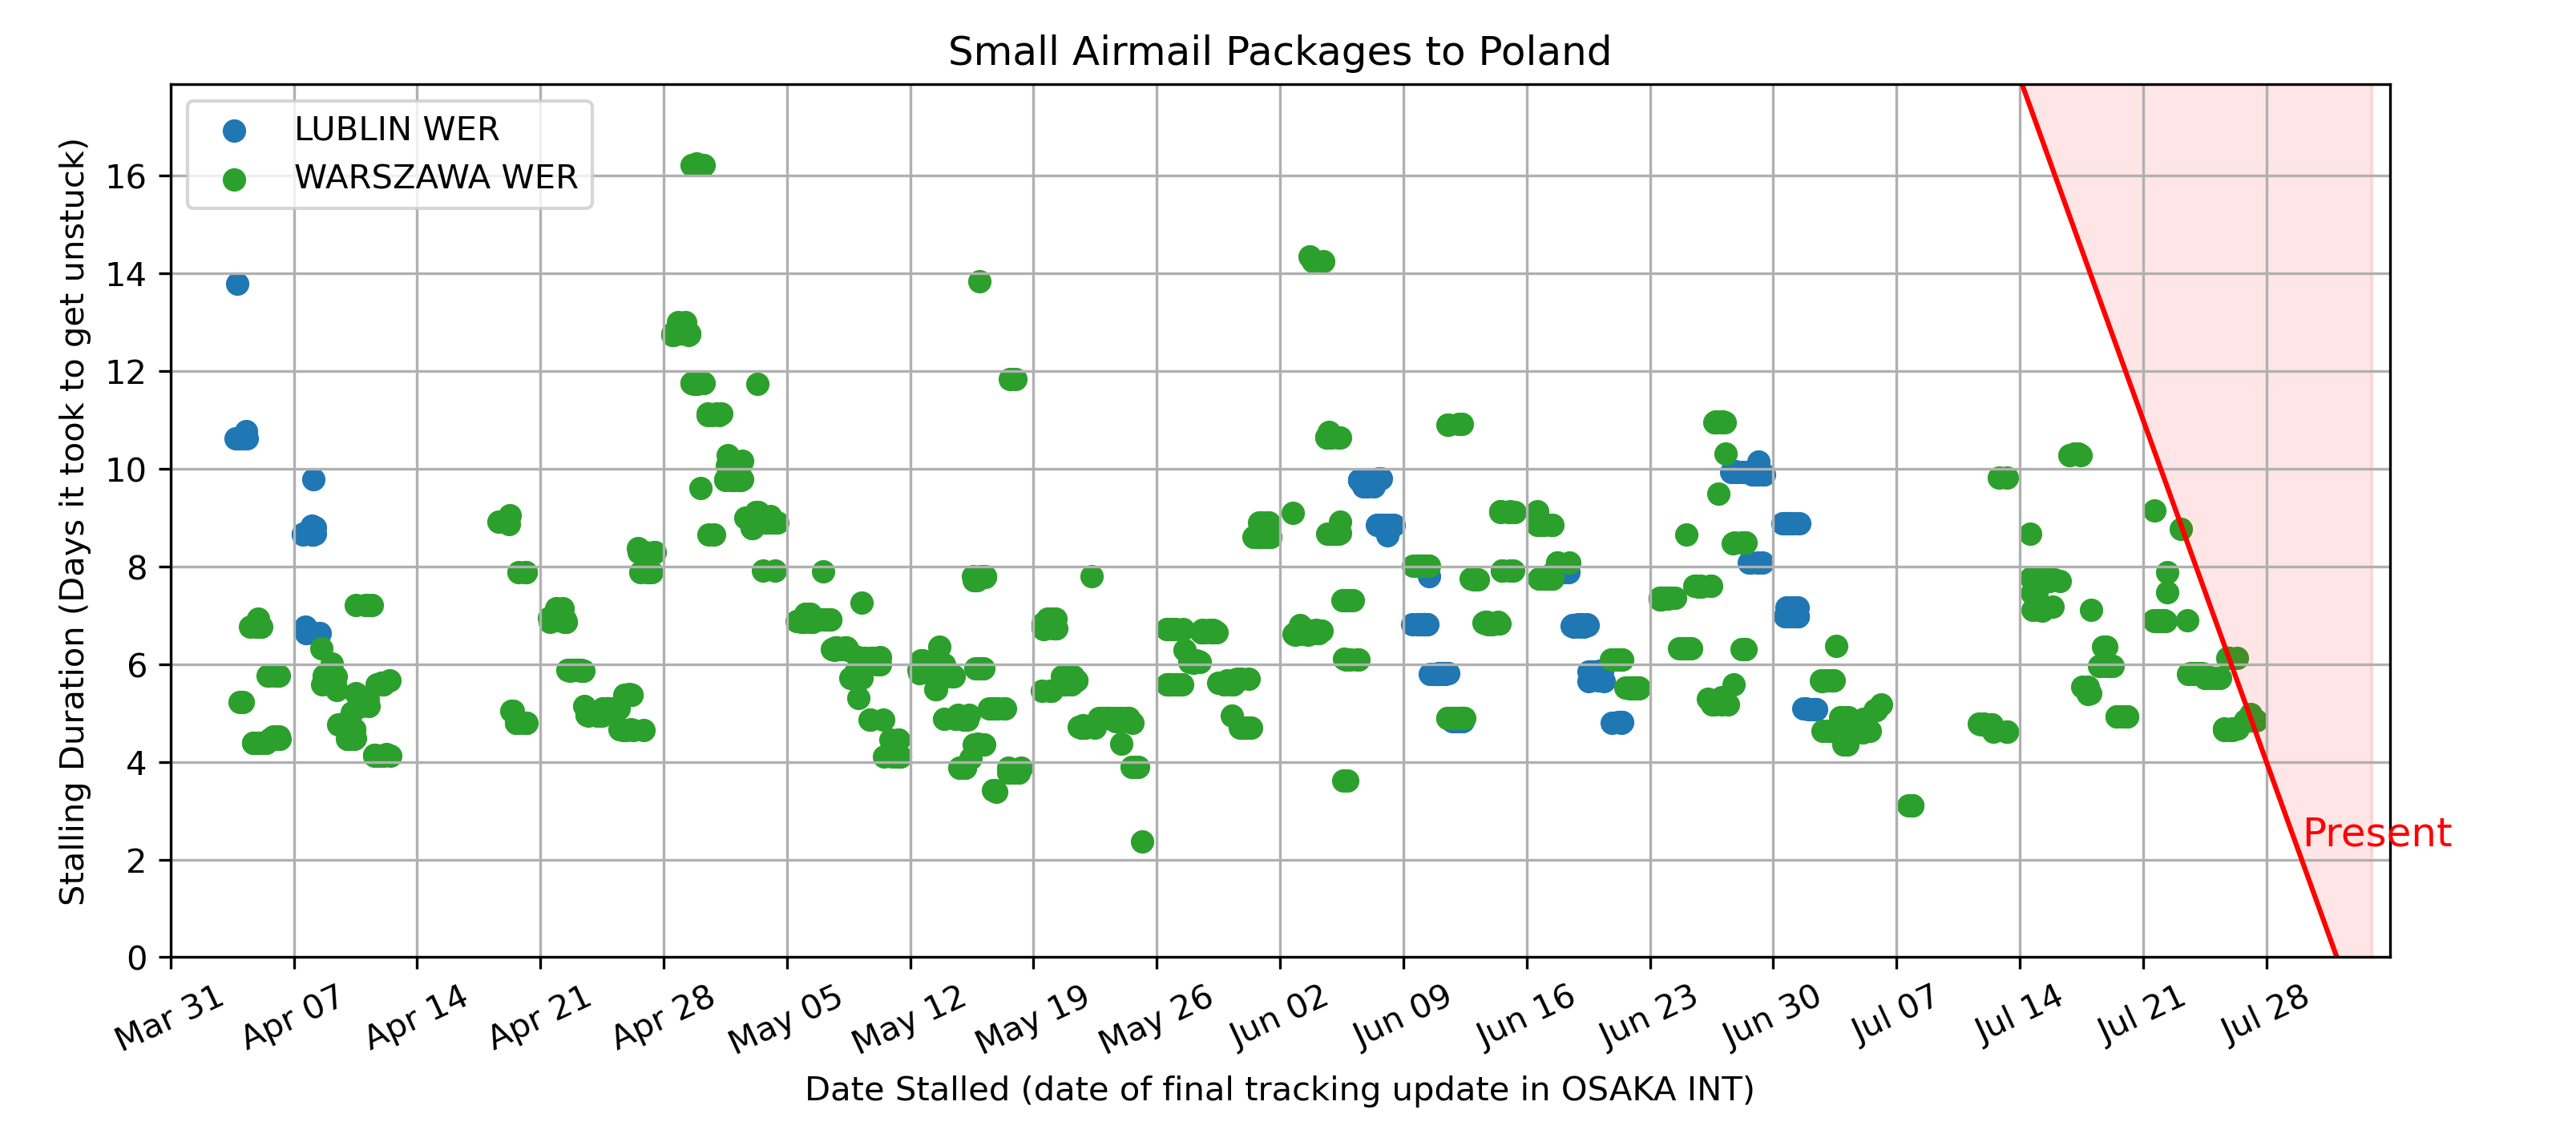 Small Airmail Packages to Poland
LUBLIN WER
WARSZAWA WER
Stalling Duration (Days it took to get unstuck)
16
14
12
10
8
6
4
2
0
Present
Mar 31
Apr 07
Apr 14
Apr 21
Apr 28
May 05
May 12
May 19
May 26
Jun 02
Jun 09
Jun 16
Jun 23
Jun 30
Jul 07
Jul 14
Jul 21
Jul 28
Date Stalled (date of final tracking update in OSAKA INT)